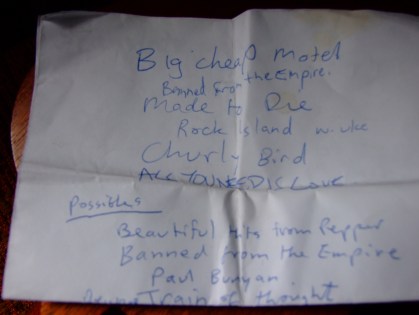 Big cheap motel
Banned from the Empire.
Made to Die
Rock Island w. uke
Churly Bird
ALL YOU NEED IS LOVE
Possibles
Beautiful hits from Pepper
Banned from the Empire
Paul Bunyan
Train of thought